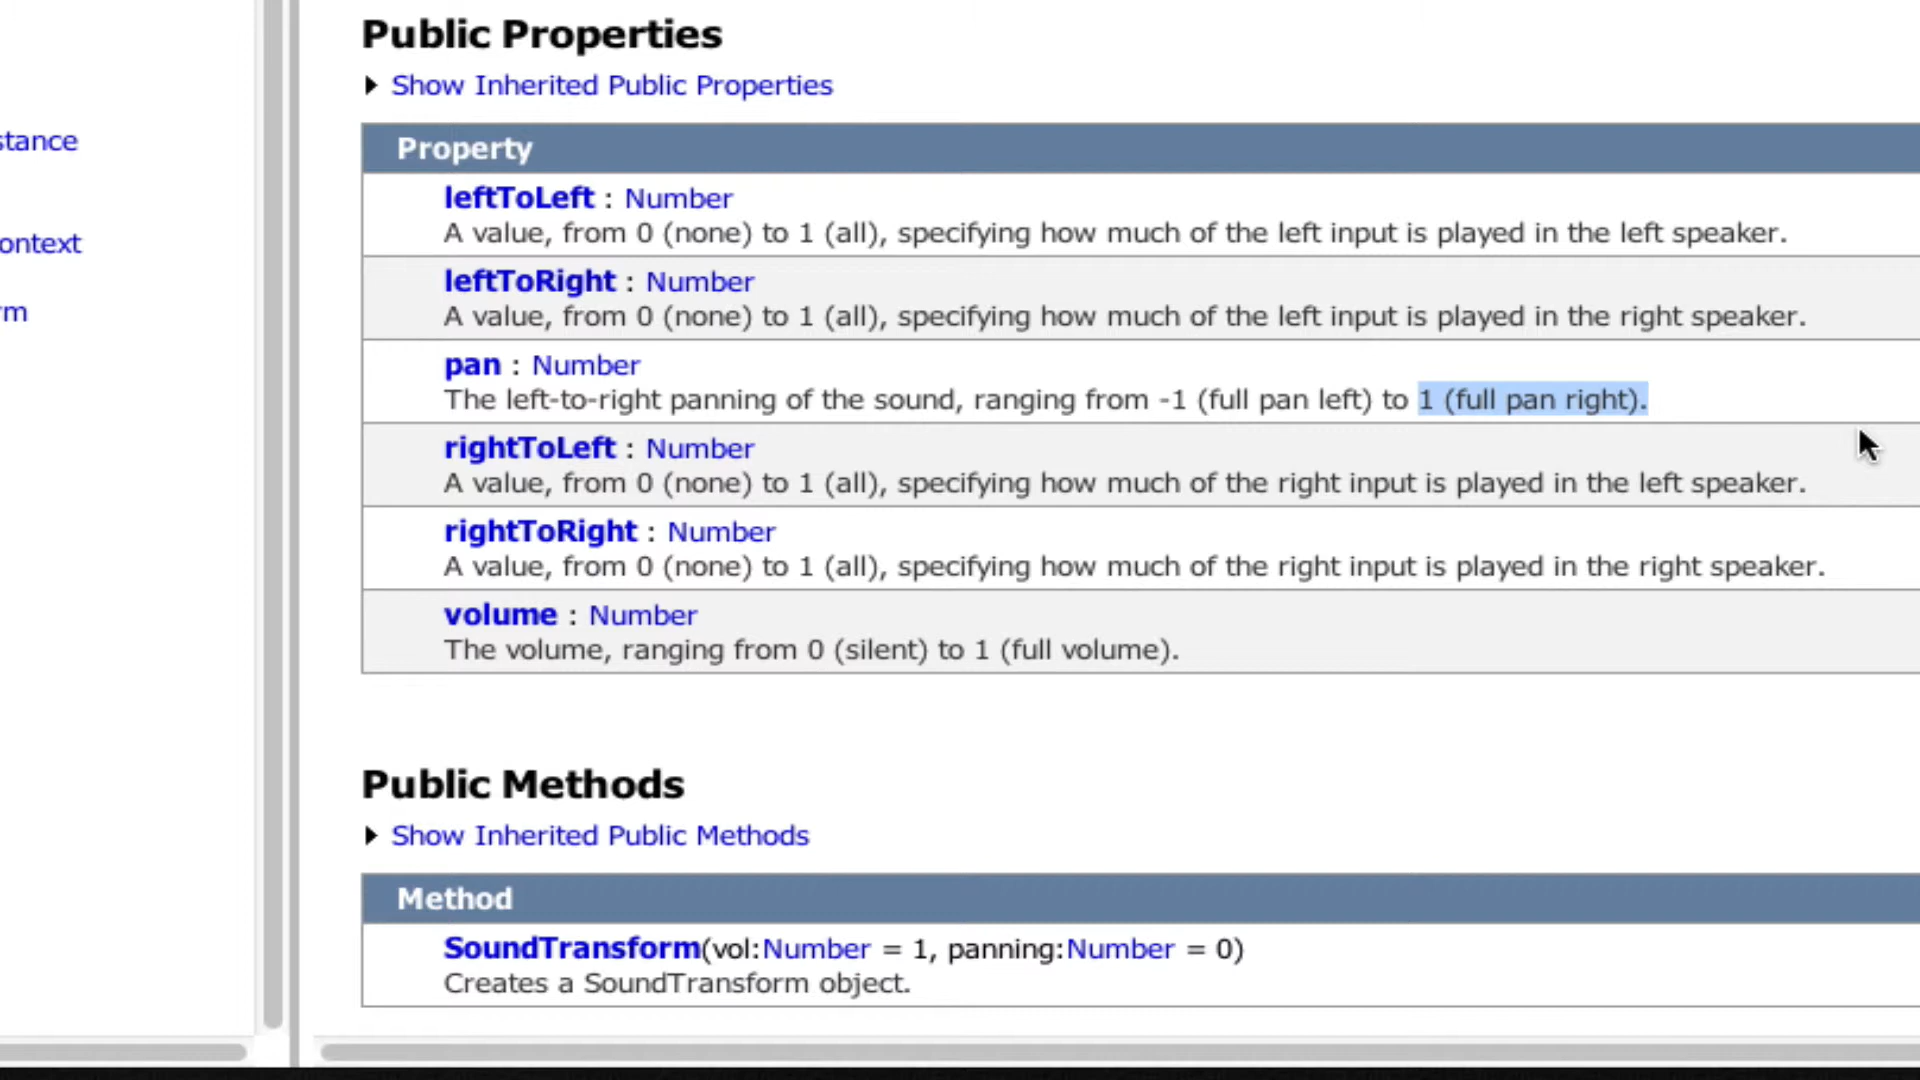 Public Properties
Show Inherited Public Properties
stance
Property
leftToLeft : Number
A value, from 0 (none) to 1 (all), specifying how much of the left input is played in the left speaker.
ontext
leftToRight : Number
rm
A value, from 0 (none) to 1 (all), specifying how much of the left input is played in the right speaker.
pan : Number
The left-to-right panning of the sound, ranging from -1 (full pan left) to 1 (full pan right).
rightToLeft : Number
A value, from 0 (none) to 1 (all), specifying how much of the right input is played in the left speaker.
rightToRight : Number
A value, from 0 (none) to 1 (all), specifying how much of the right input is played in the right speaker.
volume : Number
The volume, ranging from 0 (silent) to 1 (full volume).
Public Methods
Show Inherited Public Methods
Method
SoundTransform(vol:Number = 1, panning:Number = 0)
Creates a SoundTransform object.